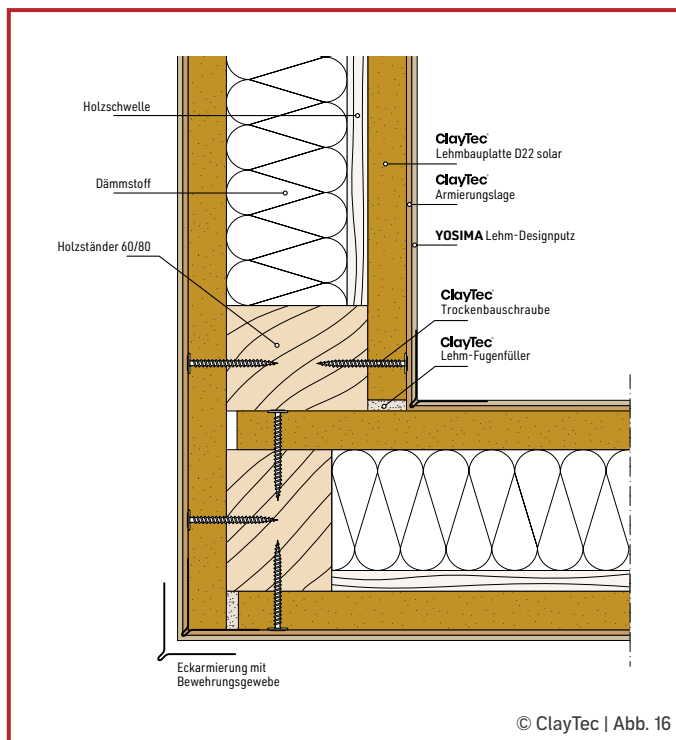 Holzschwelle
Dämmstoff
Holzständer 60/80
ClayTec®
Lehmbauplatte D22 solar
ClayTec®
Armierungslage
YOSIMA Lehm-Designputz
ClayTec®
Trockenbauschraube
ClayTec®
Lehm-Fugenfüller
Eckarmierung mit
Bewehrungsgewebe
© ClayTec | Abb. 16